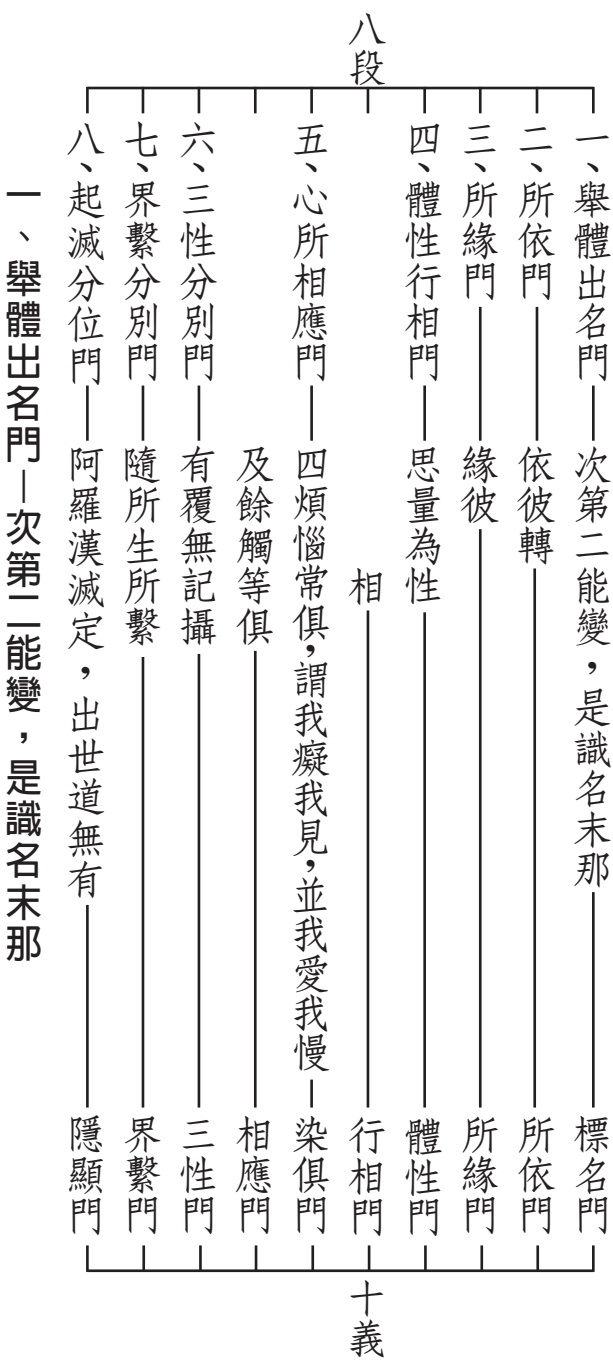 八段
一、舉體出名門—次第二能變，是識名末那—標名門
二、所依門—依彼轉—所依門
三、所緣門—緣彼—所緣門
四、體性行相門—思量為性—體性門
相—行相門
五、心所相應門—四煩惱常俱，謂我癡我見，並我愛我慢—染俱門
及餘觸等俱—相應門
六、三性分別門—有覆無記攝—三性門
七、界繫分別門—隨所生所繫—界繫門
八、起滅分位門—阿羅漢滅定，出世道無有—隱顯門
十義
一、舉體出名門—次第二能變，是識名末那